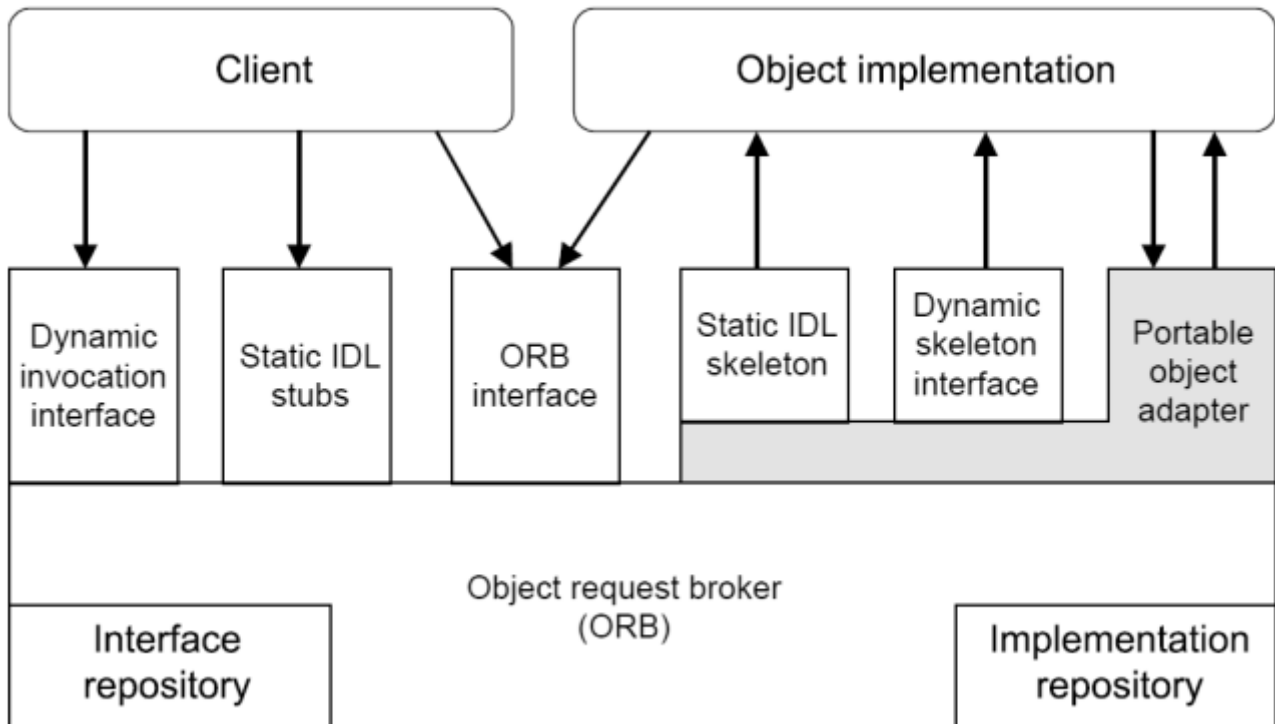 Client
Object implementation
Dynamic
invocation
interface
Static IDL
stubs
ORB
interface
Static IDL
skeleton
Dynamic
skeleton
interface
Portable
object
adapter
Object request broker
(ORB)
Interface
repository
Implementation
repository